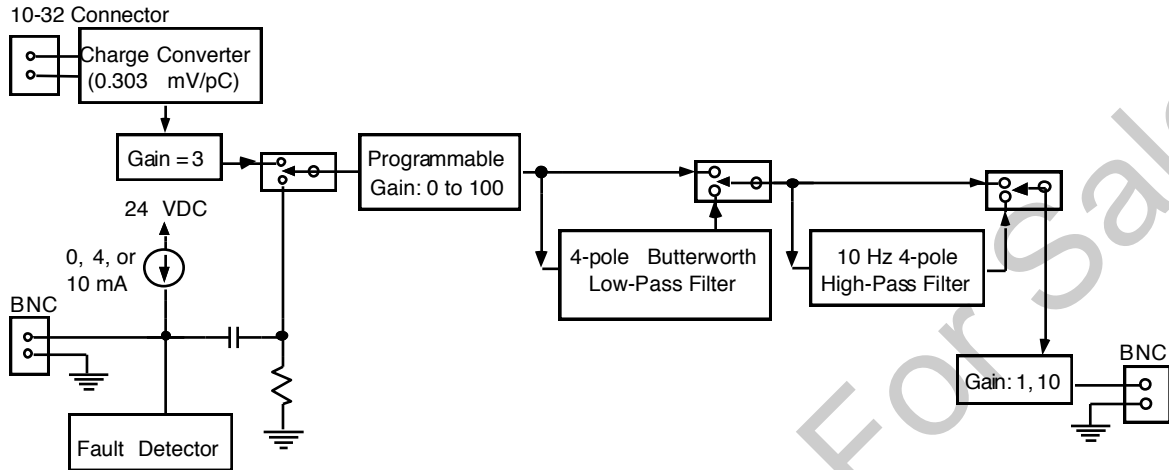 10-32 Connector
Charge Converter
(0.303 mV/pC)
Gain = 3
Programmable
Gain: 0 to 100
24 VDC
0, 4, or
10 mA
4-pole Butterworth
Low-Pass Filter
10 Hz 4-pole
High-Pass Filter
BNC
Gain: 1, 10
BNC
Fault Detector
For Sale